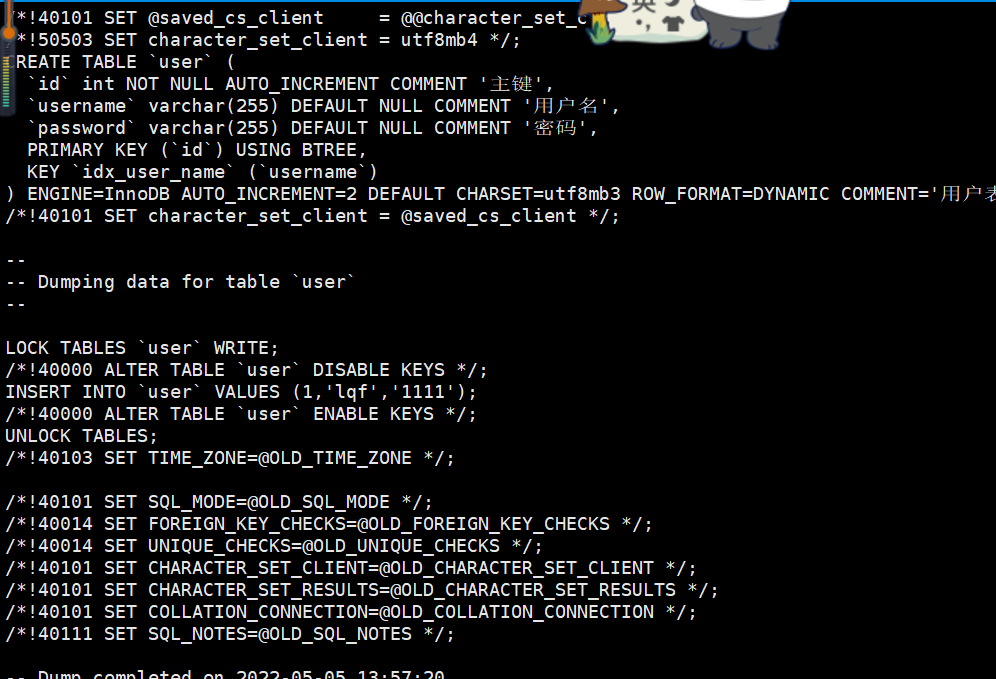 /*!40101 SET @saved_cs_client     = @@character_set_c
*!50503 SET character_set_client = utf8mb4 */;
REATE TABLE `user` (
  `id` int NOT NULL AUTO_INCREMENT COMMENT '主键',
  `username` varchar(255) DEFAULT NULL COMMENT '用户名',
  `password` varchar(255) DEFAULT NULL COMMENT '密码',
  PRIMARY KEY (`id`) USING BTREE,
  KEY `idx_user_name` (`username`)
) ENGINE=InnoDB AUTO_INCREMENT=2 DEFAULT CHARSET=utf8mb3 ROW_FORMAT=DYNAMIC COMMENT='用户表
/*!40101 SET character_set_client = @saved_cs_client */;
--
-- Dumping data for table `user`
--
LOCK TABLES `user` WRITE;
/*!40000 ALTER TABLE `user` DISABLE KEYS */;
INSERT INTO `user` VALUES (1,'lqf','1111');
/*!40000 ALTER TABLE `user` ENABLE KEYS */;
UNLOCK TABLES;
/*!40103 SET TIME_ZONE=@OLD_TIME_ZONE */;
/*!40101 SET SQL_MODE=@OLD_SQL_MODE */;
/*!40014 SET FOREIGN_KEY_CHECKS=@OLD_FOREIGN_KEY_CHECKS */;
/*!40014 SET UNIQUE_CHECKS=@OLD_UNIQUE_CHECKS */;
/*!40101 SET CHARACTER_SET_CLIENT=@OLD_CHARACTER_SET_CLIENT */;
/*!40101 SET CHARACTER_SET_RESULTS=@OLD_CHARACTER_SET_RESULTS */;
/*!40101 SET COLLATION_CONNECTION=@OLD_COLLATION_CONNECTION */;
/*!40111 SET SQL_NOTES=@OLD_SQL_NOTES */;
-- Dump completed on 2022-05-05 13:57:20
英